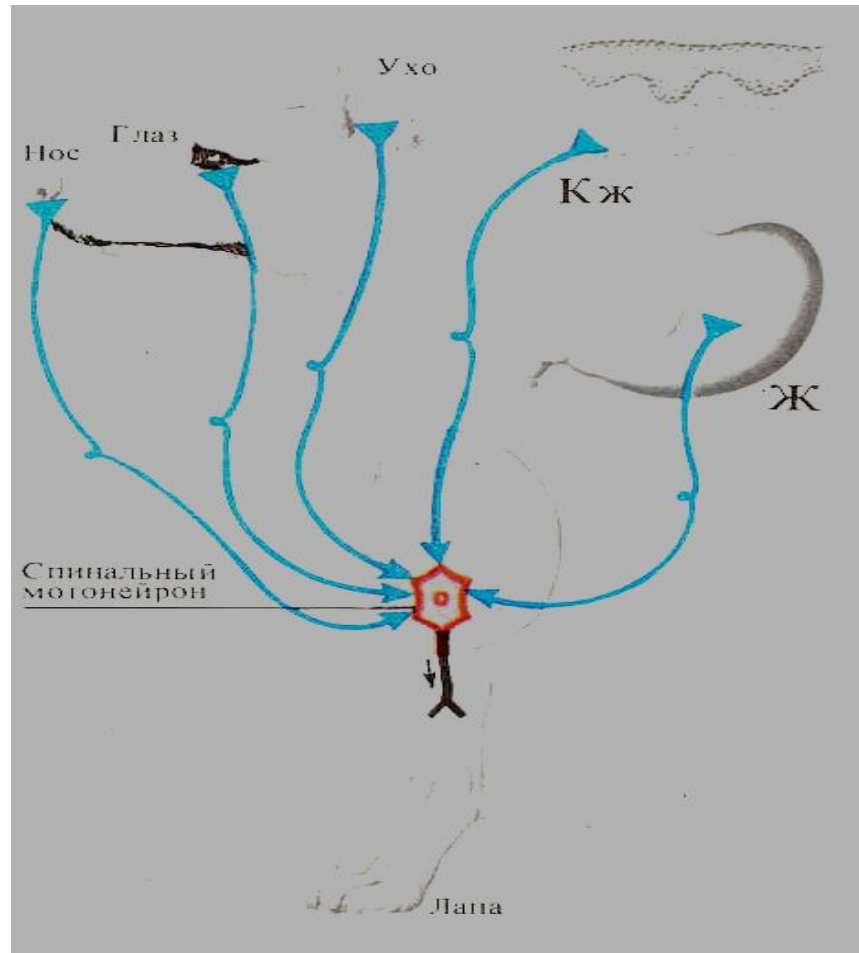 Ухо
Глаз
Нос
Кж
Ж
Спинальный
мотонейрон
Лапа